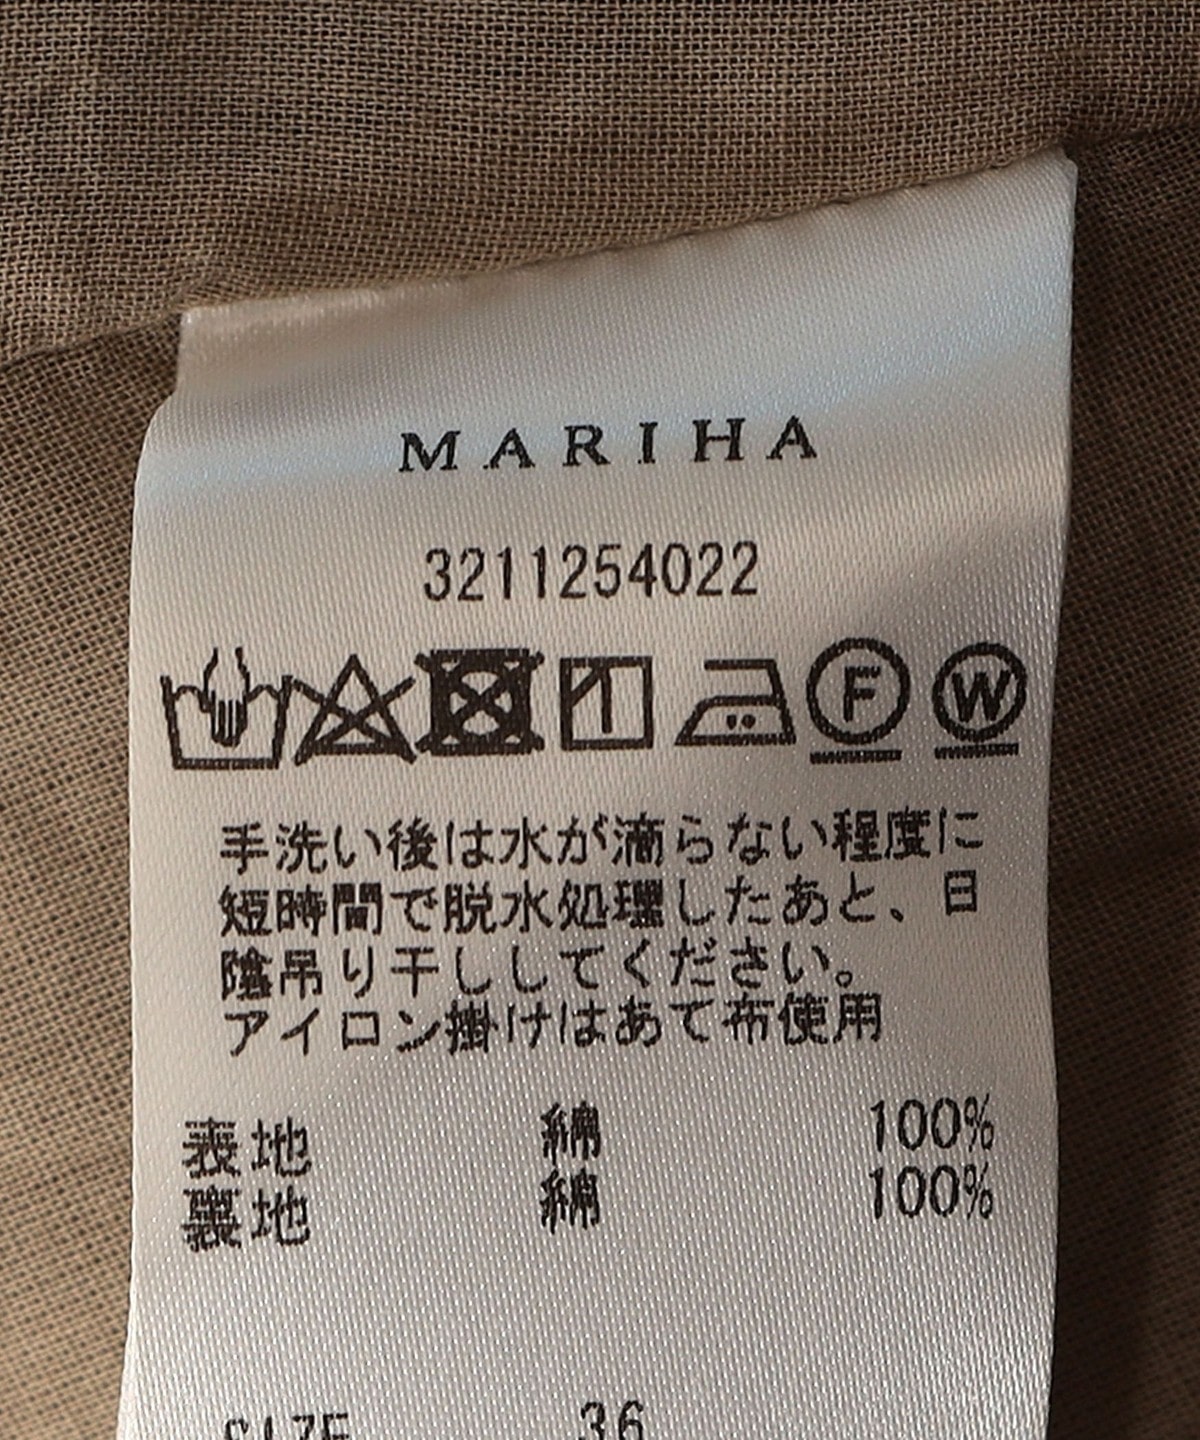 MARIHA
3211254022
F W
手洗い後は水が滴らない程度に
短時間で脱水処理したあと、日
陰吊り干ししてください。
アイロン掛けはあて布使用
表地 綿 100%
裏地 綿 100%
SIZE 36